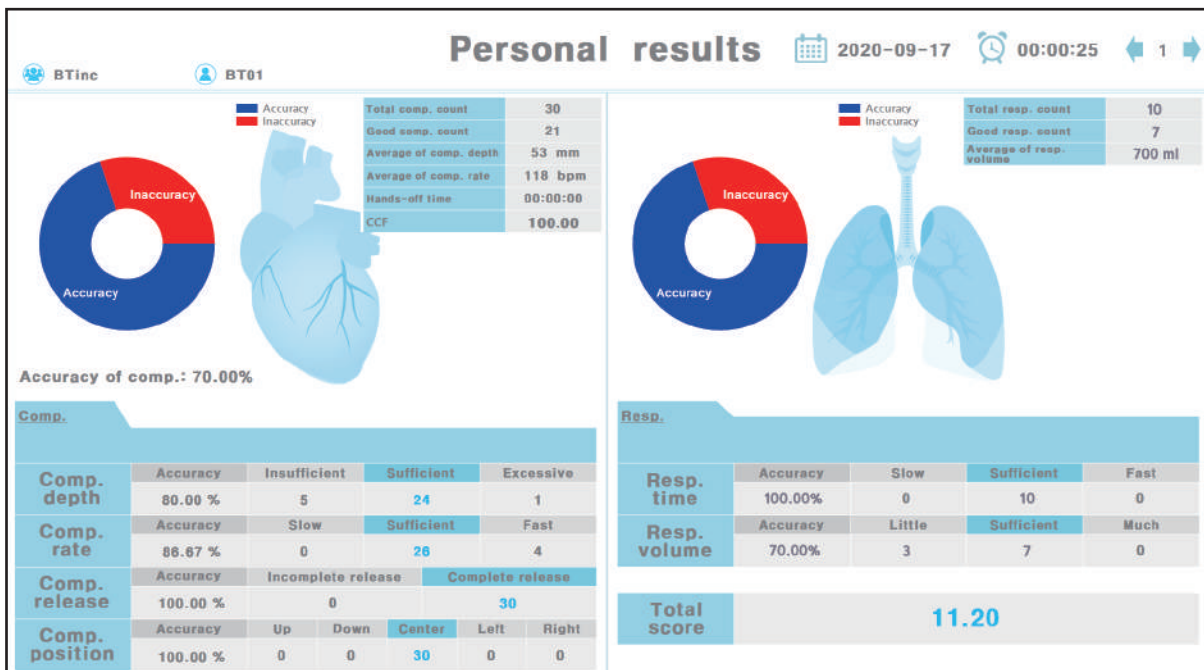 Personal results
2020-09-17
00:00:25
1
BTinc
BT01
Accuracy
Inaccuracy
Total comp. count 30
Good comp. count 21
Average of comp. depth 53 mm
Average of comp. rate 118 bpm
Hands-off time 00:00:00
CCF 100.00
Inaccuracy
Accuracy
Accuracy of comp.: 70.00%
Comp.
Comp. depth
Accuracy Insufficient Sufficient Excessive
80.00 % 5 24 1
Comp. rate
Accuracy Slow Sufficient Fast
86.67 % 0 26 4
Comp. release
Accuracy Incomplete release Complete release
100.00 % 0 30
Comp. position
Accuracy Up Down Center Left Right
100.00 % 0 0 30 0 0
Accuracy
Inaccuracy
Total resp. count 10
Good resp. count 7
Average of resp. volume 700 ml
Inaccuracy
Accuracy
Resp.
Resp. time
Accuracy Slow Sufficient Fast
100.00% 0 10 0
Resp. volume
Accuracy Little Sufficient Much
70.00% 3 7 0
Total score
11.20